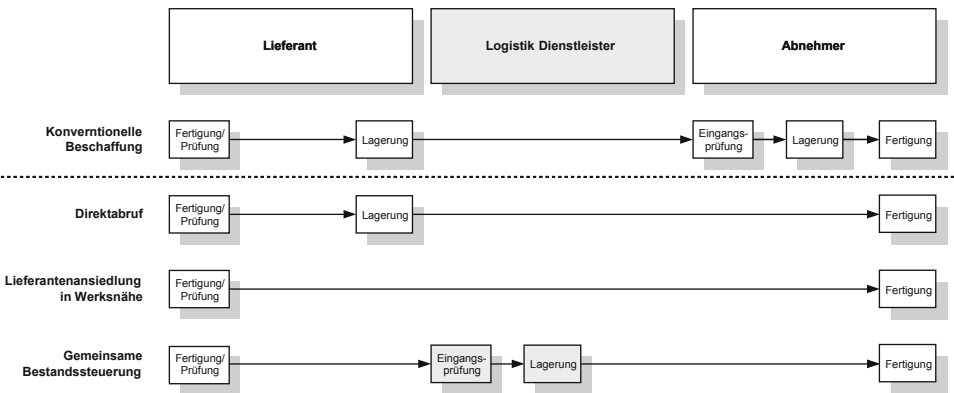 Lieferant
Logistik Dienstleister
Abnehmer
Konverntionelle
Beschaffung
Fertigung/
Prüfung
Lagerung
Eingangs-
prüfung
Lagerung
Fertigung
Direktabruf
Fertigung/
Prüfung
Lagerung
Fertigung
Lieferantenansiedlung
in Werksnähe
Fertigung/
Prüfung
Fertigung
Gemeinsame
Bestandssteuerung
Fertigung/
Prüfung
Eingangs-
prüfung
Lagerung
Fertigung